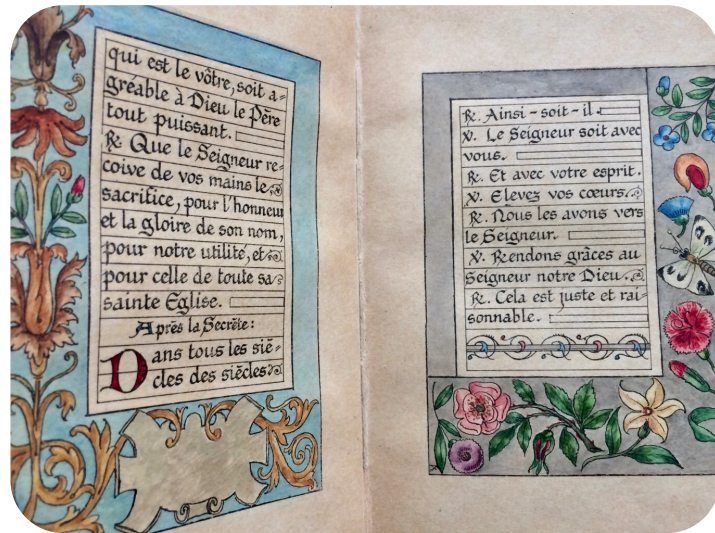 qui est le vôtre, soit a-
gréable à Dieu le Père
tout puissant.
℟. Que le Seigneur re-
coive de vos mains le
sacrifice, pour l'honneur
et la gloire de son nom,
pour notre utilité, et
pour celle de toute sa
sainte Eglise.
Après la Secrète:
Dans tous les siè-
cles des siècles
℟. Ainsi-soit-il.
℣. Le Seigneur soit avec
vous.
℟. Et avec votre esprit.
℣. Elevez vos cœurs.
℟. Nous les avons vers
le Seigneur.
℣. Rendons grâces au
Seigneur notre Dieu.
℟. Cela est juste et rai-
sonnable.